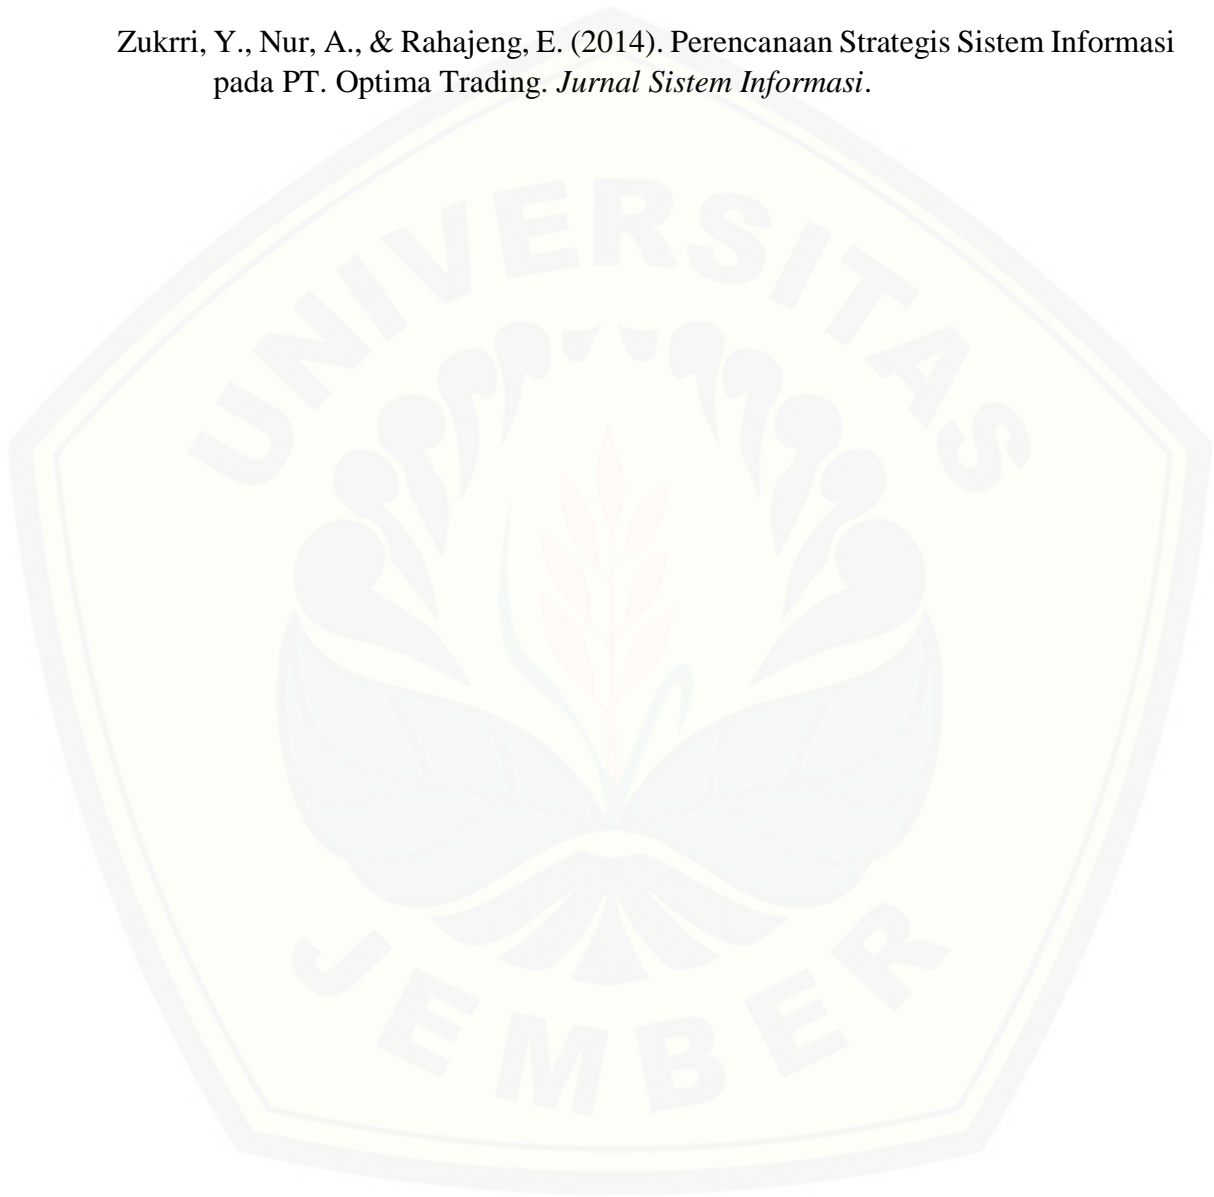 Zukrri, Y., Nur, A., & Rahajeng, E. (2014). Perencanaan Strategis Sistem Informasi
pada PT. Optima Trading. Jurnal Sistem Informasi.
UNIVERSITAS
JEMBER